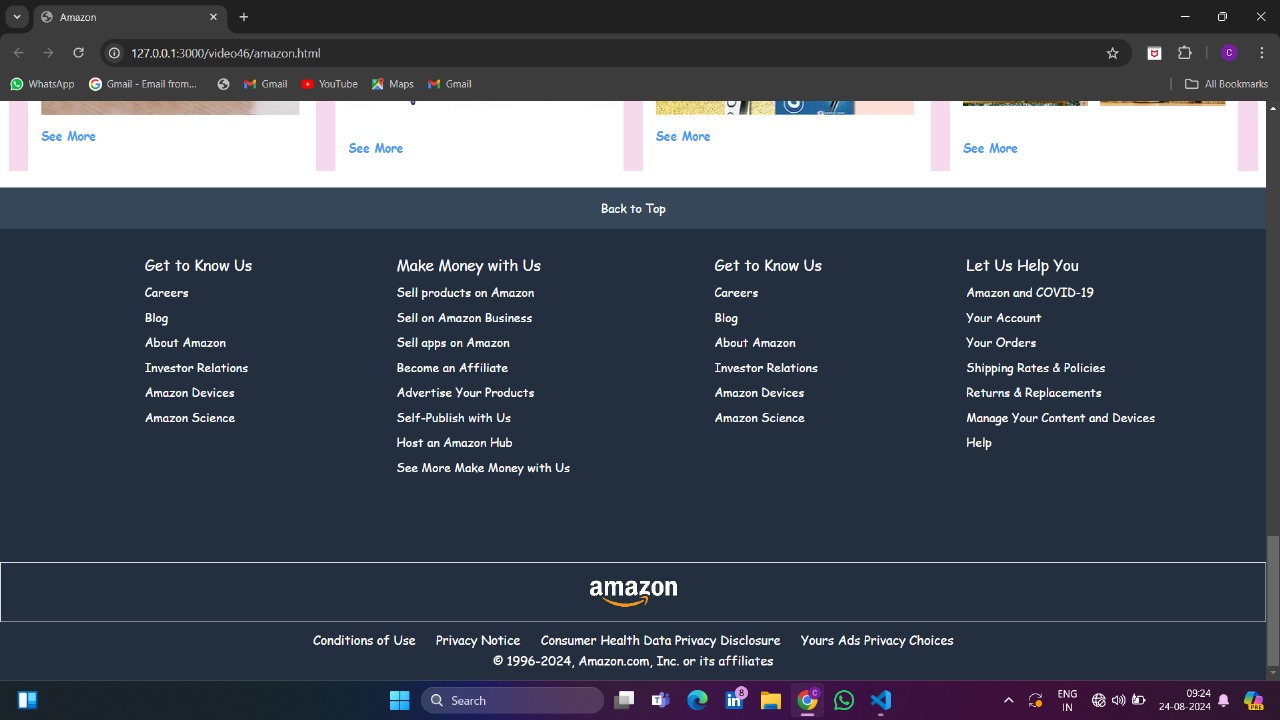 Amazon
127.0.0.1:3000/video46/amazon.html
WhatsApp
Gmail - Email from...
Gmail
YouTube
Maps
Gmail
All Bookmarks
See More
See More
See More
See More
Back to Top
Get to Know Us
Careers
Blog
About Amazon
Investor Relations
Amazon Devices
Amazon Science
Make Money with Us
Sell products on Amazon
Sell on Amazon Business
Sell apps on Amazon
Become an Affiliate
Advertise Your Products
Self-Publish with Us
Host an Amazon Hub
See More Make Money with Us
Get to Know Us
Careers
Blog
About Amazon
Investor Relations
Amazon Devices
Amazon Science
Let Us Help You
Amazon and COVID-19
Your Account
Your Orders
Shipping Rates & Policies
Returns & Replacements
Manage Your Content and Devices
Help
amazon
Conditions of Use Privacy Notice Consumer Health Data Privacy Disclosure Yours Ads Privacy Choices
© 1996-2024, Amazon.com, Inc. or its affiliates
Search
8
C
C
ENG
IN
09:24
24-08-2024
PRE